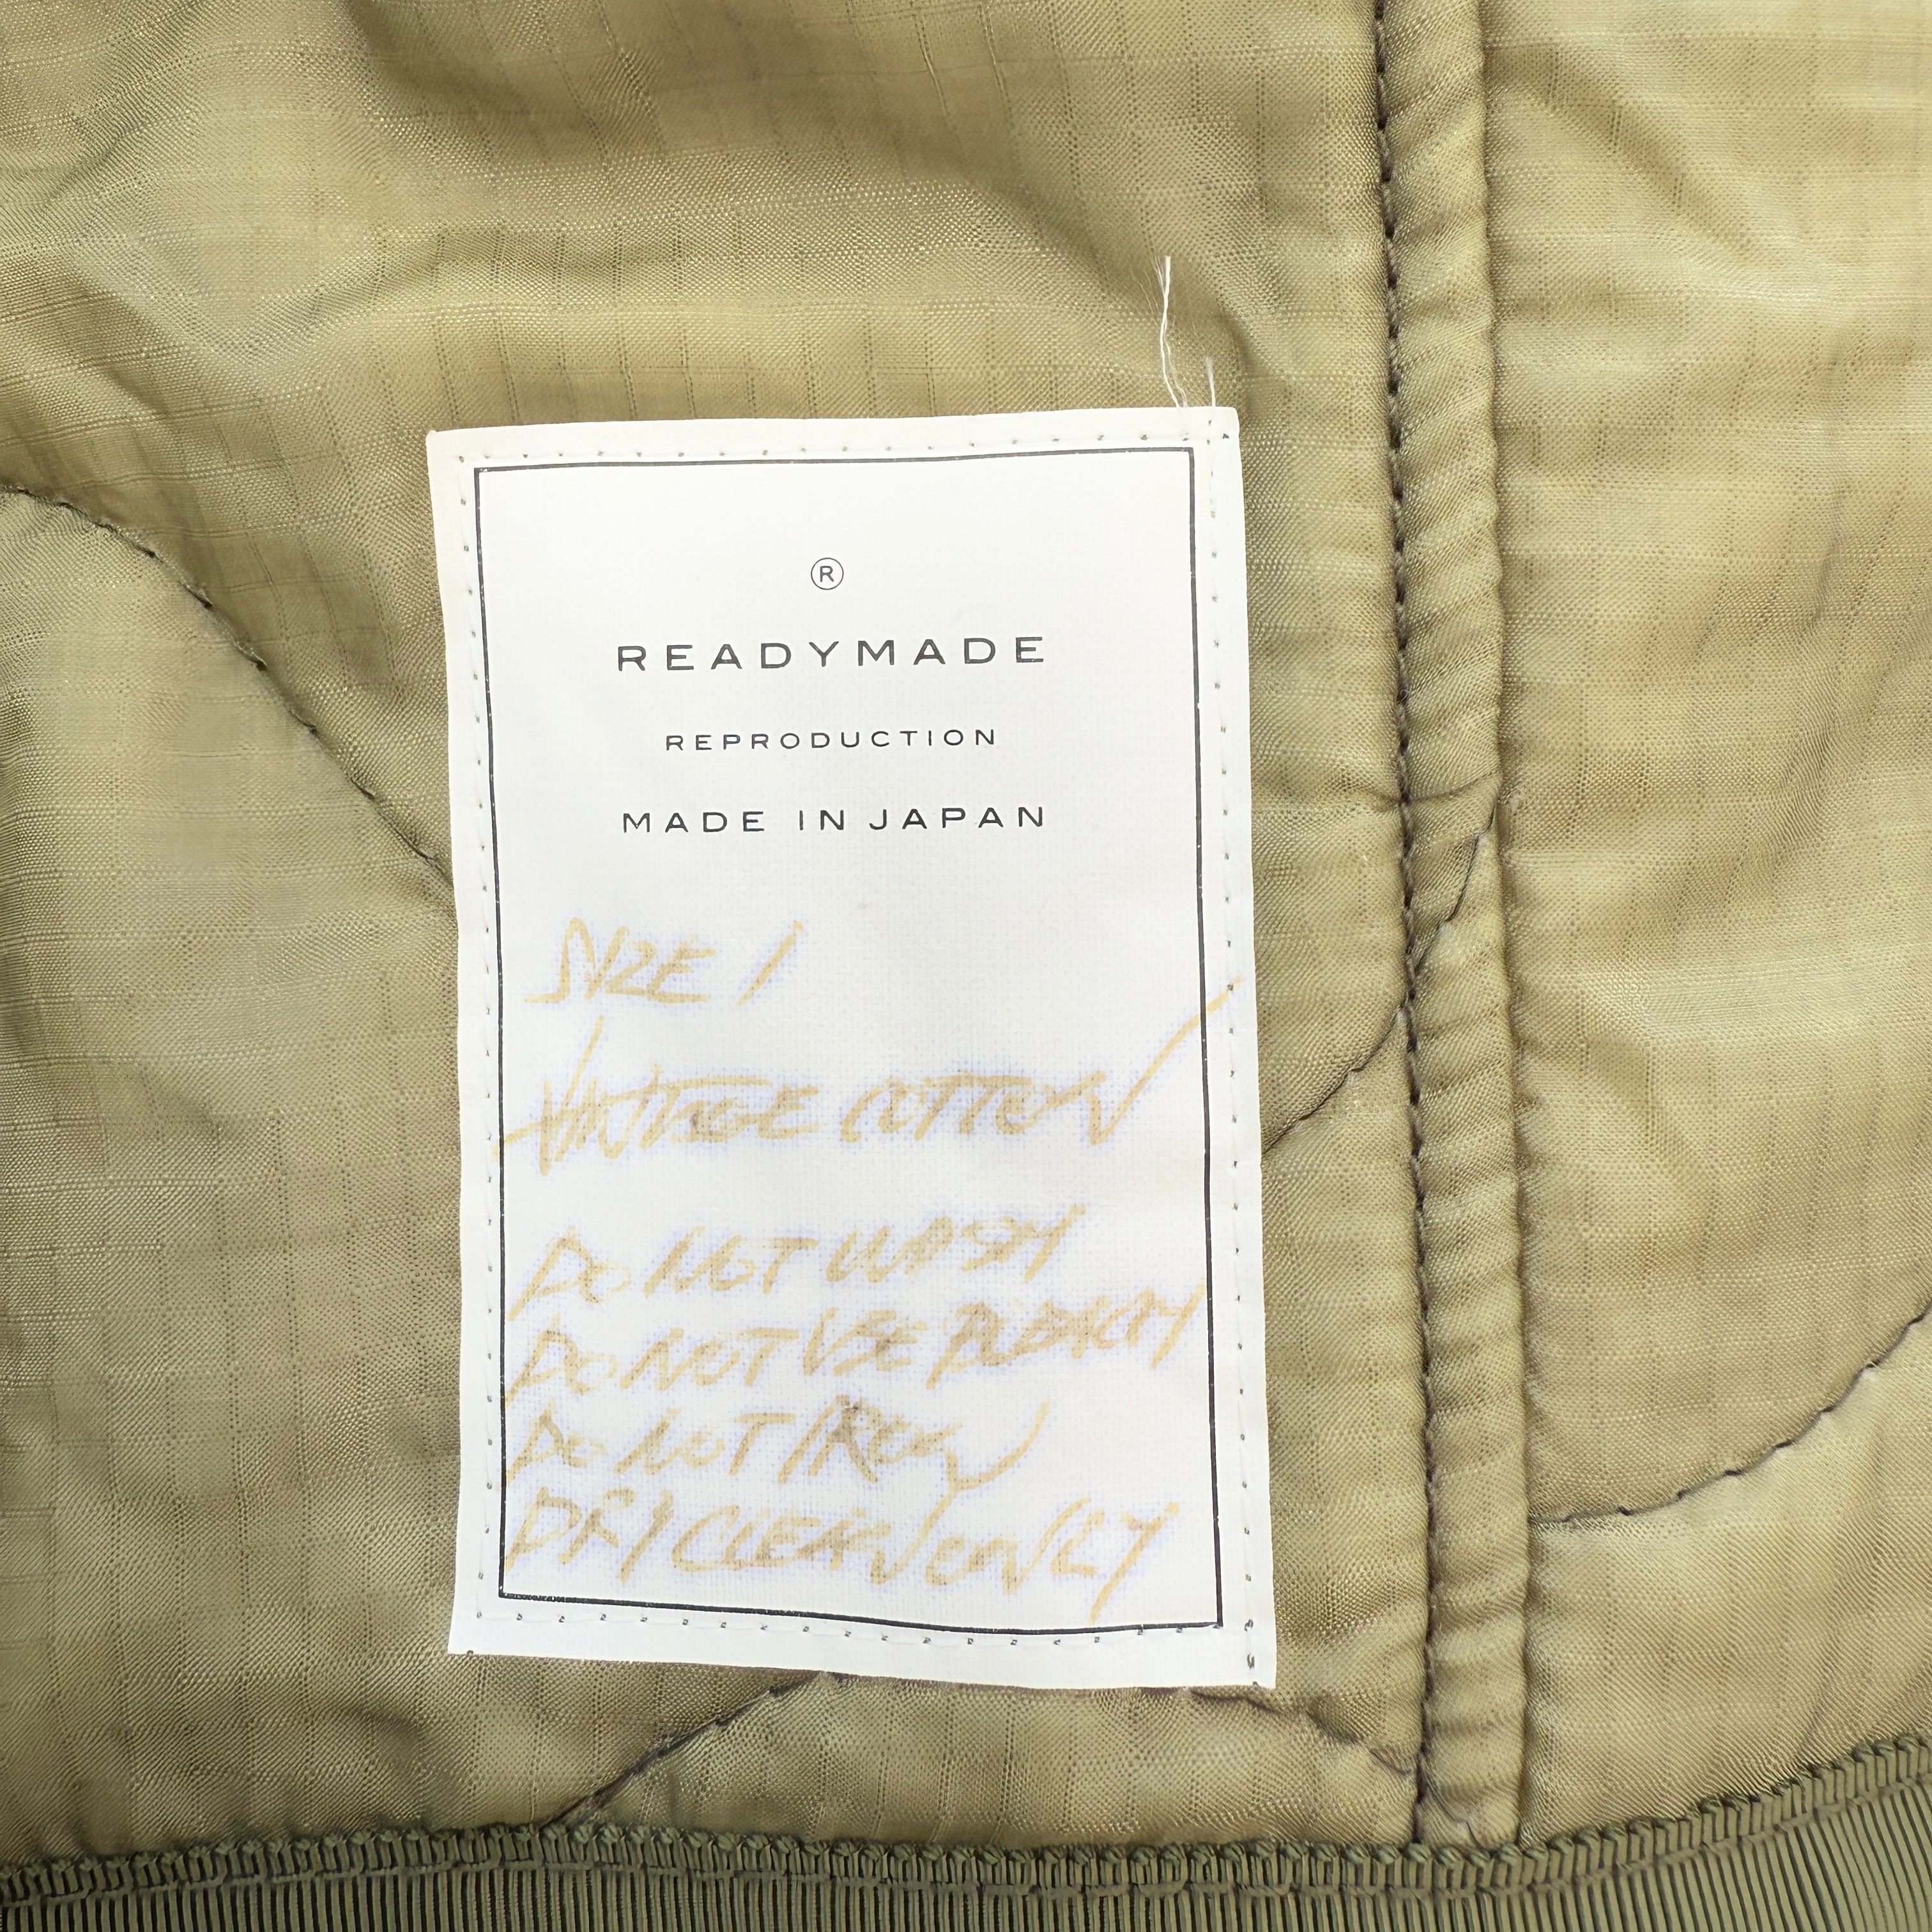 ®
READYMADE
REPRODUCTION
MADE IN JAPAN
SIZE 1
VINTAGE COTTON
DO NOT WASH
DO NOT USE BLEACH
DO NOT IRON
DRY CLEAN ONLY